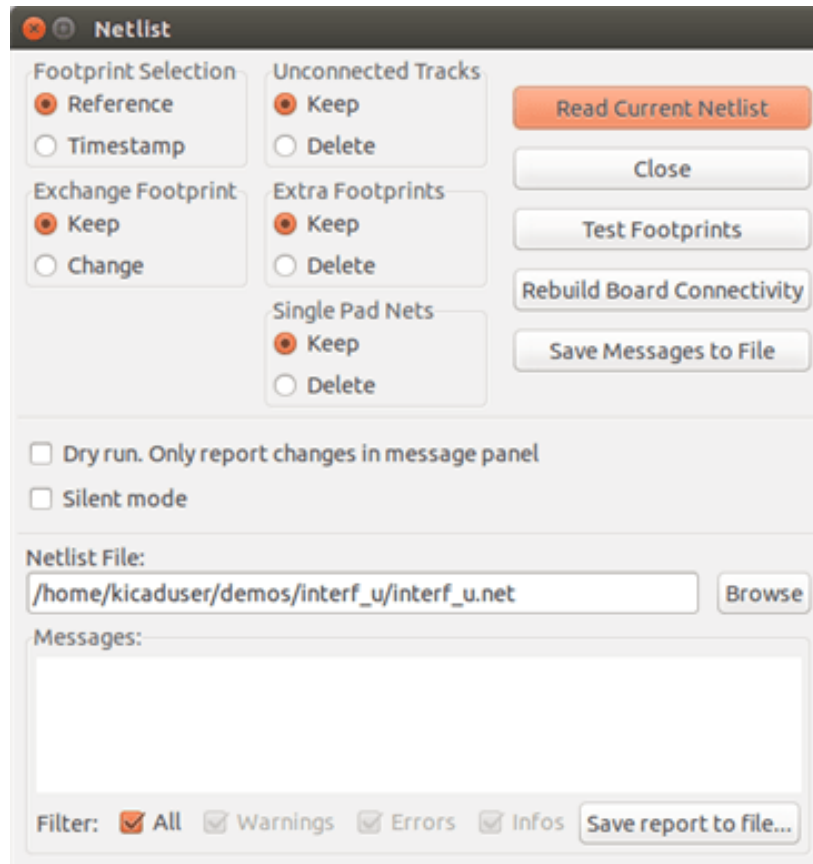 Netlist
Footprint Selection
Reference
Timestamp
Exchange Footprint
Keep
Change
Unconnected Tracks
Keep
Delete
Extra Footprints
Keep
Delete
Single Pad Nets
Keep
Delete
Read Current Netlist
Close
Test Footprints
Rebuild Board Connectivity
Save Messages to File
Dry run. Only report changes in message panel
Silent mode
Netlist File:
/home/kicaduser/demos/interf_u/interf_u.net Browse
Messages:
Filter: All Warnings Errors Infos Save report to file...